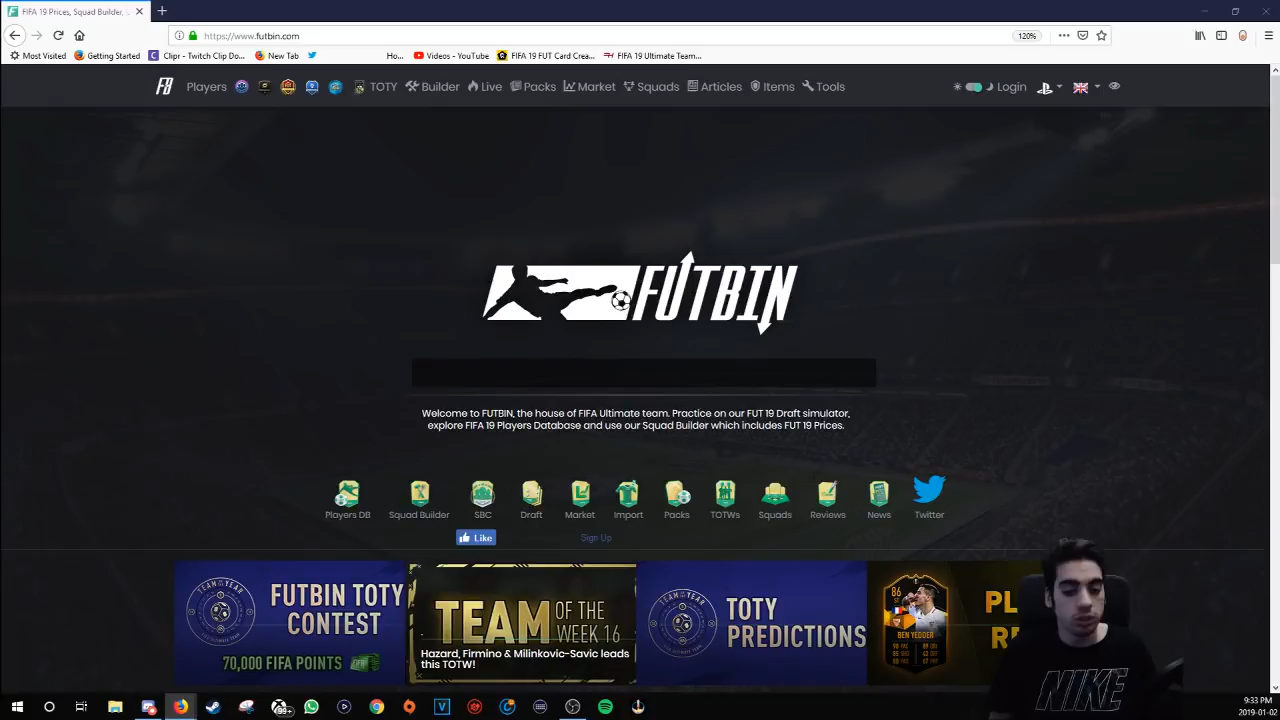 FIFA 19 Prices, Squad Builder, ...
https://www.futbin.com
120%
Most Visited
Getting Started
Clipr - Twitch Clip Do...
New Tab
Ho...
Videos - YouTube
FIFA 19 FUT Card Crea...
FIFA 19 Ultimate Team...
FB
Players
TOTY
Builder
Live
Packs
Market
Squads
Articles
Items
Tools
Login
FUTBIN
Welcome to FUTBIN, the house of FIFA Ultimate team. Practice on our FUT 19 Draft simulator,
explore FIFA 19 Players Database and use our Squad Builder which includes FUT 19 Prices.
Players DB
Squad Builder
SBC
Draft
Market
Import
Packs
TOTWs
Squads
Reviews
News
Twitter
Like
Sign Up
FUTBIN TOTY
CONTEST
70,000 FIFA POINTS
TEAM OF THE
WEEK 16
Hazard, Firmino & Milinkovic-Savic leads
this TOTW!
TOTY
PREDICTIONS
86
BEN YEDDER
PL
R
NIKE
99+
9:33 PM
2019-01-02